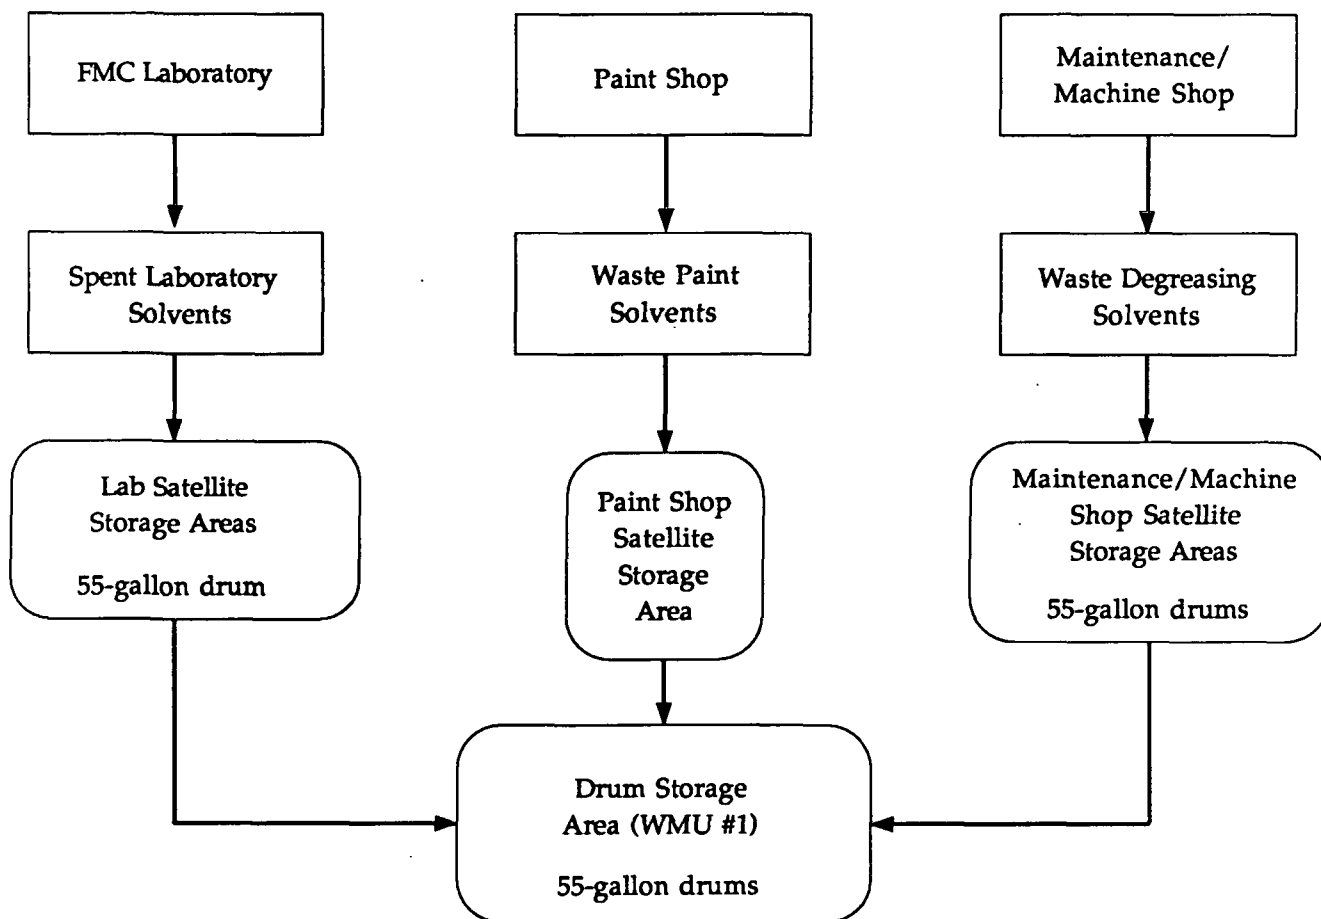 FMC Laboratory
Paint Shop
Maintenance/
Machine Shop
Spent Laboratory
Solvents
Waste Paint
Solvents
Waste Degreasing
Solvents
Lab Satellite
Storage Areas
55-gallon drum
Paint Shop
Satellite
Storage
Area
Maintenance/Machine
Shop Satellite
Storage Areas
55-gallon drums
Drum Storage
Area (WMU #1)
55-gallon drums